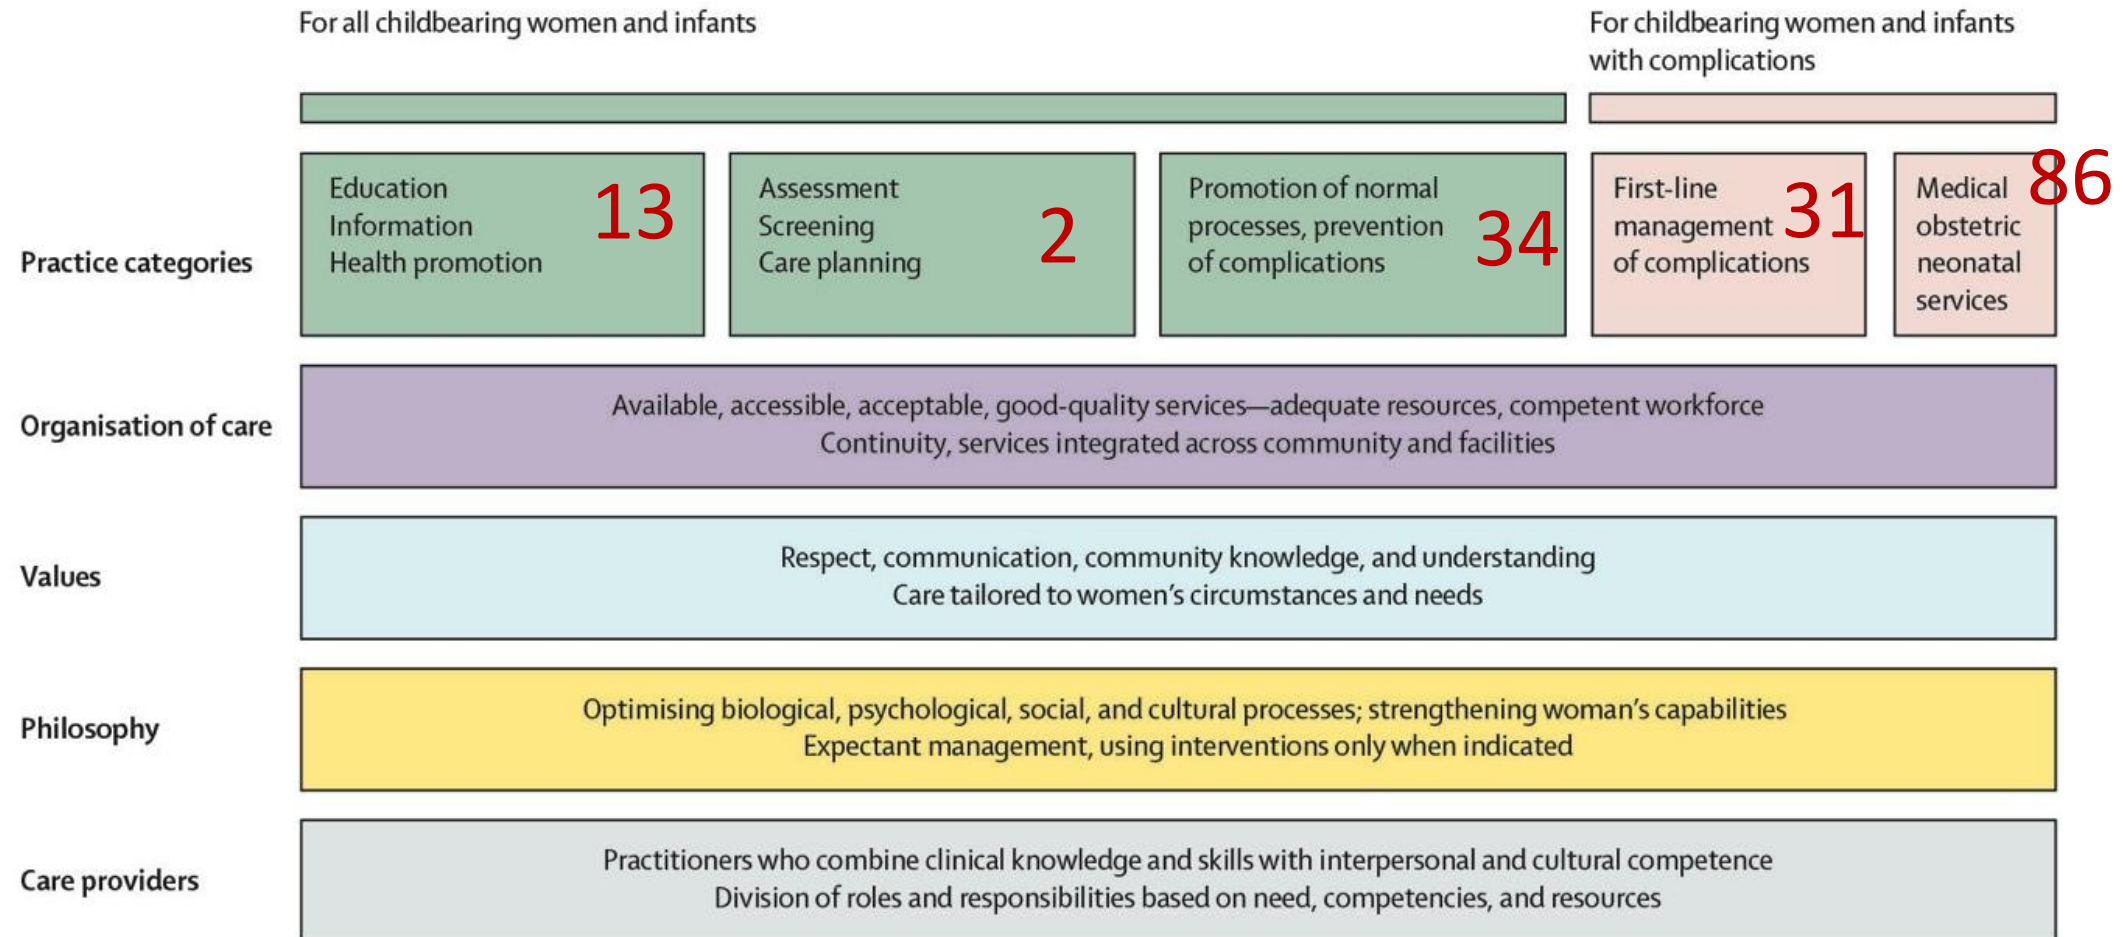 For all childbearing women and infants
For childbearing women and infants
with complications
Practice categories
Education
Information
Health promotion
13
Assessment
Screening
Care planning
2
Promotion of normal
processes, prevention
of complications
34
First-line
management
of complications
31
Medical
obstetric
neonatal
services
86
Organisation of care
Available, accessible, acceptable, good-quality services—adequate resources, competent workforce
Continuity, services integrated across community and facilities
Values
Respect, communication, community knowledge, and understanding
Care tailored to women's circumstances and needs
Philosophy
Optimising biological, psychological, social, and cultural processes; strengthening woman's capabilities
Expectant management, using interventions only when indicated
Care providers
Practitioners who combine clinical knowledge and skills with interpersonal and cultural competence
Division of roles and responsibilities based on need, competencies, and resources